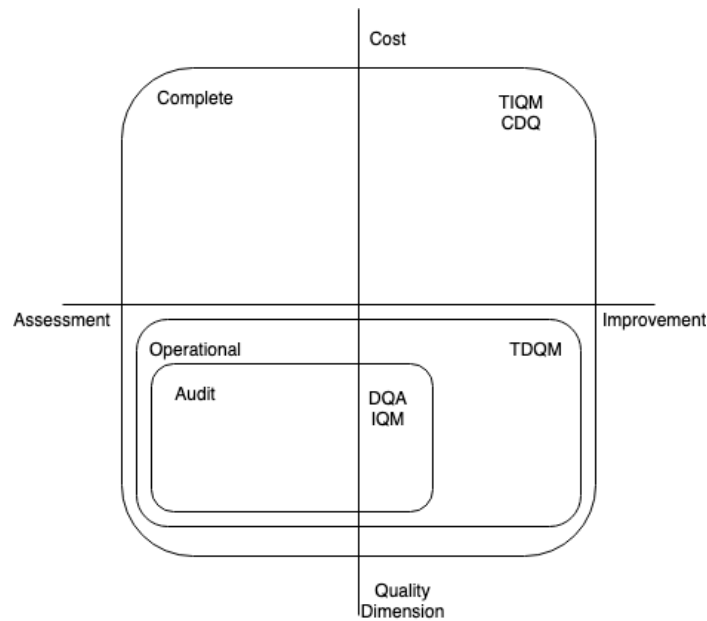 Cost
Complete
TIQM
CDQ
Assessment
Improvement
Operational
TDQM
Audit
DQA
IQM
Quality
Dimension